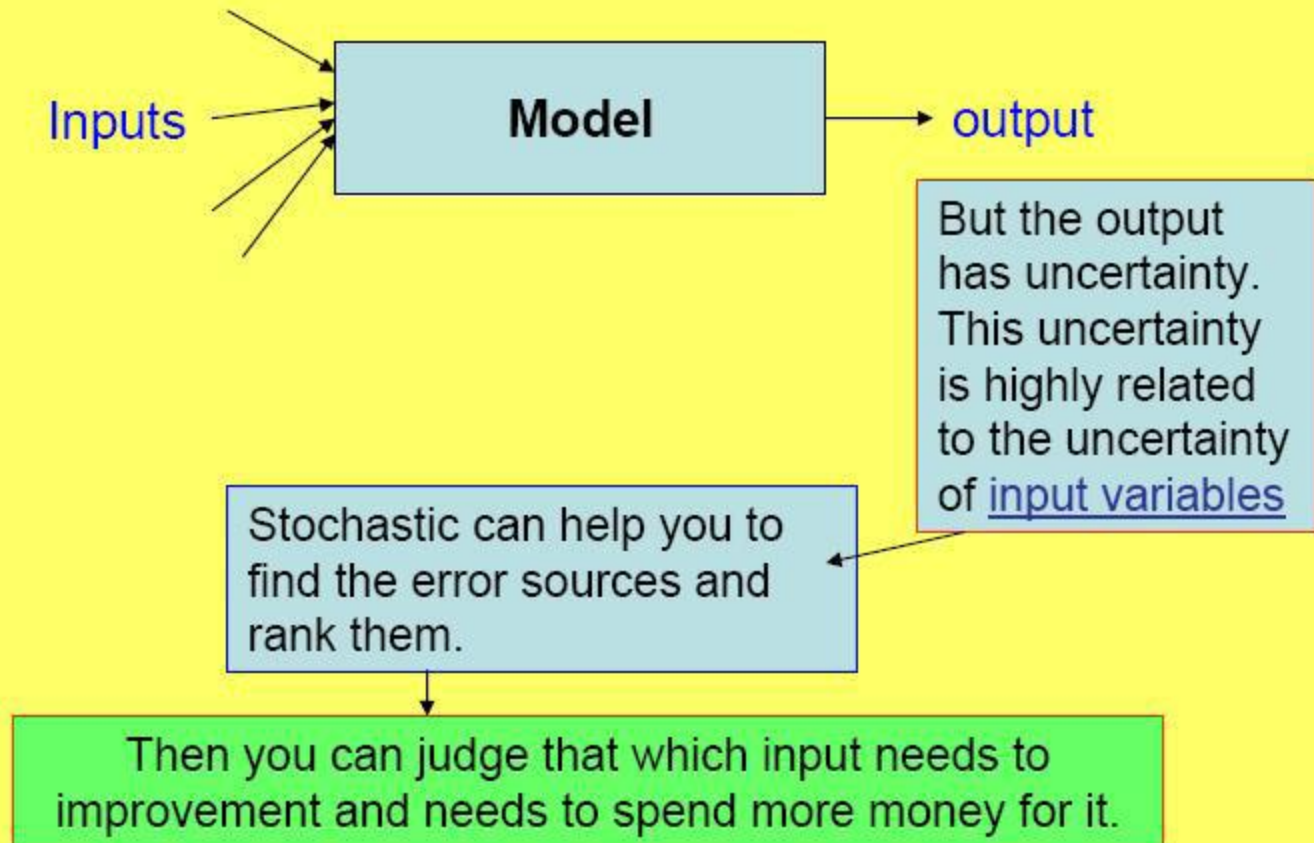 Inputs
Model
output
But the output
has uncertainty.
This uncertainty
is highly related
to the uncertainty
of input variables
Stochastic can help you to
find the error sources and
rank them.
Then you can judge that which input needs to
improvement and needs to spend more money for it.